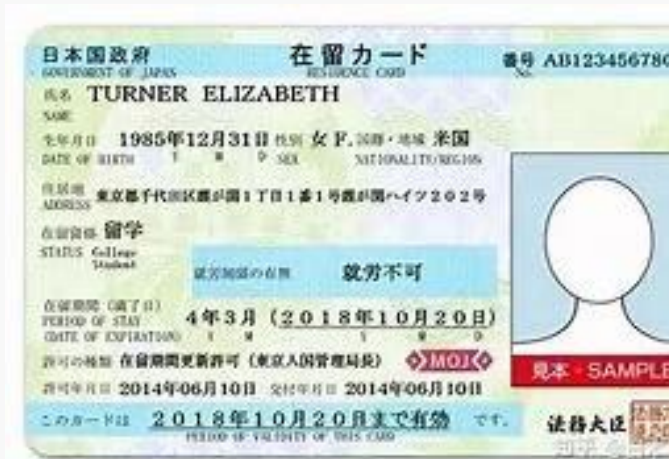 日本国政府 在留カード 番号 AB12345678
GOVERNMENT OF JAPAN RESIDENCE CARD No.
氏名 TURNER ELIZABETH
NAME
生年月日 1985年12月31日 性別 女 F. 国籍・地域 米国
DATE OF BIRTH Y M D SEX NATIONALITY/REGION
住居地 東京都千代田区霞が関1丁目1番1号霞が関ハイツ202号
ADDRESS
在留資格 留学
STATUS College
Student
就労制限の有無 就労不可
在留期間(満了日)
PERIOD OF STAY 4年3月(2018年10月20日)
(DATE OF EXPIRATION) Y M Y M D
許可の種類 在留期間更新許可(東京入国管理局長) MOJ
見本・SAMPLE
許可年月日 2014年06月10日 交付年月日 2014年06月10日
このカードは 2018年10月20日まで有効 です。
PERIOD OF VALIDITY OF THIS CARD
法務大臣
知乎